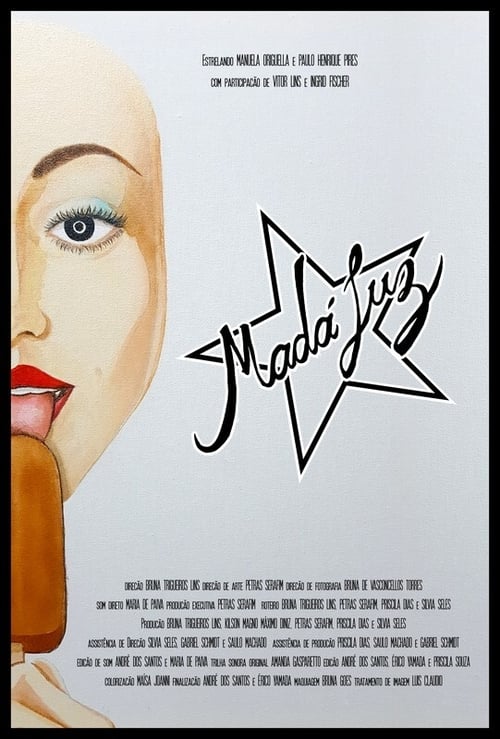 Estrelando MANUELA ORIGUELLA E PAULO HENRIQUE PIRES
COM PARTICIPAÇÃO DE VITOR LINS E INGRID FISCHER
Madá Luz
DIREÇÃO BRUNA TRIGUEIROS LINS DIREÇÃO DE ARTE PETRAS SERAFIM DIREÇÃO DE FOTOGRAFIA BRUNA DE VASCONCELLOS TORRES
SOM DIRETO MARIA DE PAIVA PRODUÇÃO EXECUTIVA PETRAS SERAFIM ROTEIRO BRUNA TRIGUEIROS LINS, PETRAS SERAFIM, PRISCILA DIAS E SILVIA SELES
PRODUÇÃO BRUNA TRIGUEIROS LINS, KOLSON MAGNO MÁXIMO DINIZ, PETRAS SERAFIM, PRISCILA DIAS E SILVIA SELES
ASSISTÊNCIA DE DIREÇÃO SILVIA SELES, GABRIEL SCHMIDT E SAULO MACHADO ASSISTÊNCIA DE PRODUÇÃO PRISCILA DIAS, SAULO MACHADO E GABRIEL SCHMIDT
EDIÇÃO DE SOM ANDRÉ DOS SANTOS E MARIA DE PAIVA TRILHA SONORA ORIGINAL AMANDA GASPARETTO EDIÇÃO ANDRÉ DOS SANTOS, ÉRICO YAMADA E PRISCILA SOUZA
COLORIZAÇÃO MAÍSA JOANNI FINALIZAÇÃO ANDRÉ DOS SANTOS E ÉRICO YAMADA MAQUIAGEM BRUNA GOES TRATAMENTO DE IMAGEM LUIS CLAUDIO